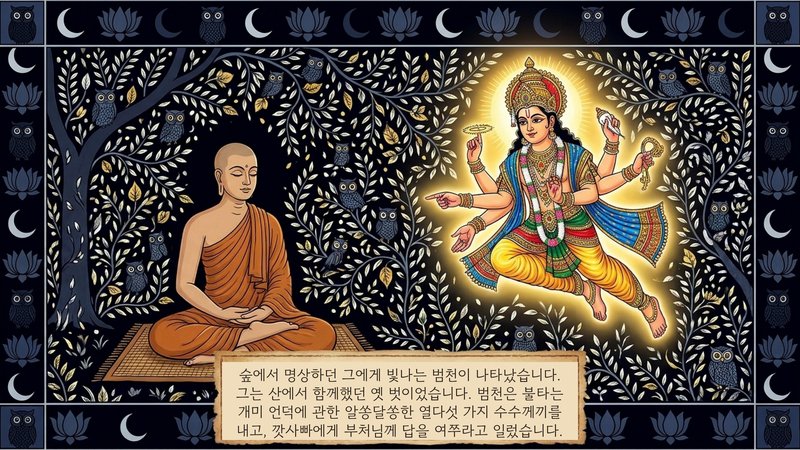 숲에서 명상하던 그에게 빛나는 범천이 나타났습니다.
그는 산에서 함께했던 옛 벗이었습니다. 범천은 불타는
개미 언덕에 관한 알쏭달쏭한 열다섯 가지 수수께끼를
내고, 깟사빠에게 부처님께 답을 여쭈라고 일렀습니다.